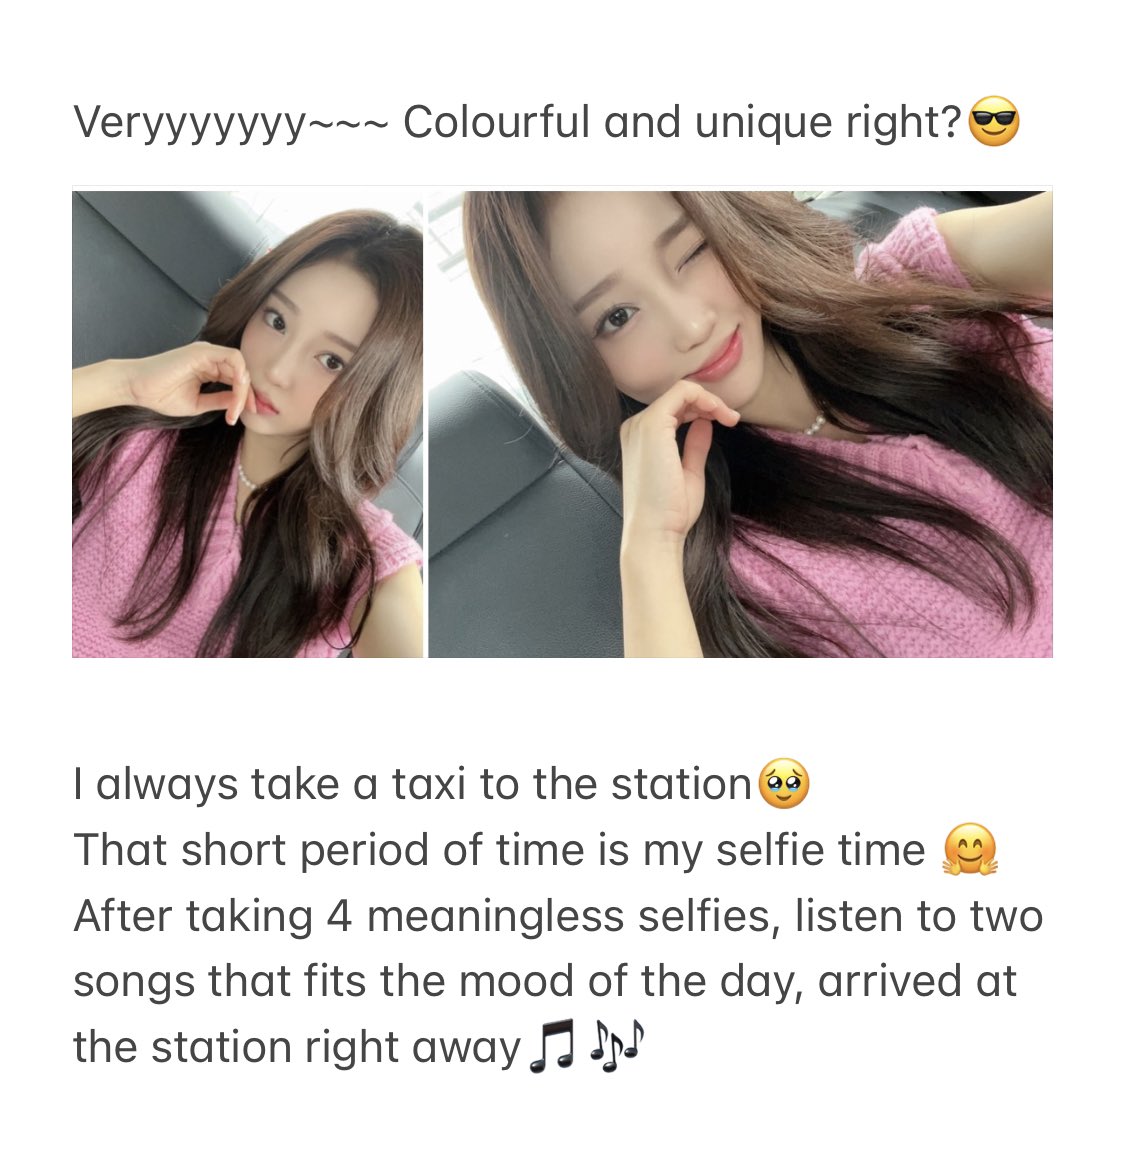 Veryyyyyyy~~~ Colourful and unique right?😎
I always take a taxi to the station🥹
That short period of time is my selfie time 🤗
After taking 4 meaningless selfies, listen to two
songs that fits the mood of the day, arrived at
the station right away🎵 🎶